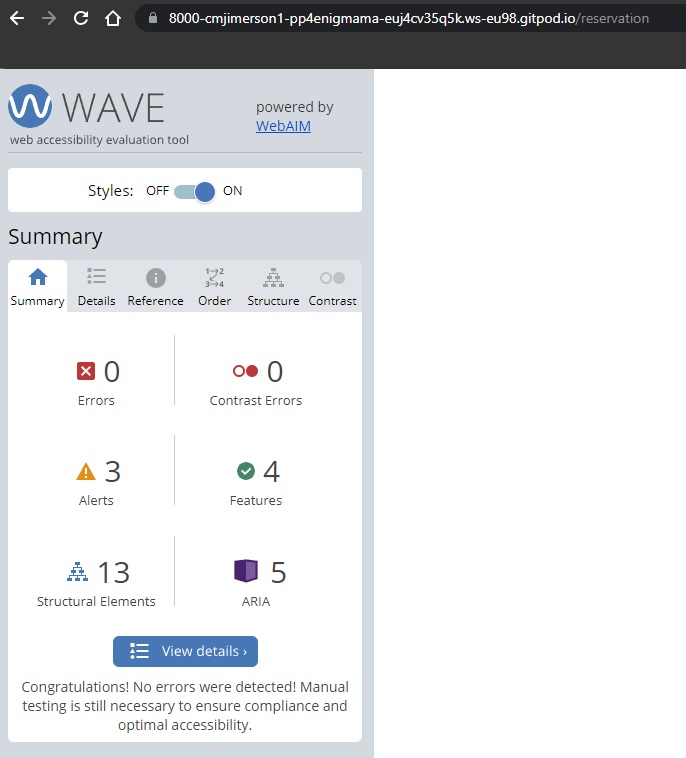 8000-cmjimerson1-pp4enigmama-euj4cv35q5k.ws-eu98.gitpod.io/reservation
WAVE
web accessibility evaluation tool
powered by
WebAIM
Styles: OFF ON
Summary
Summary Details Reference Order Structure Contrast
0
Errors
0
Contrast Errors
3
Alerts
4
Features
13
Structural Elements
5
ARIA
View details ›
Congratulations! No errors were detected! Manual
testing is still necessary to ensure compliance and
optimal accessibility.